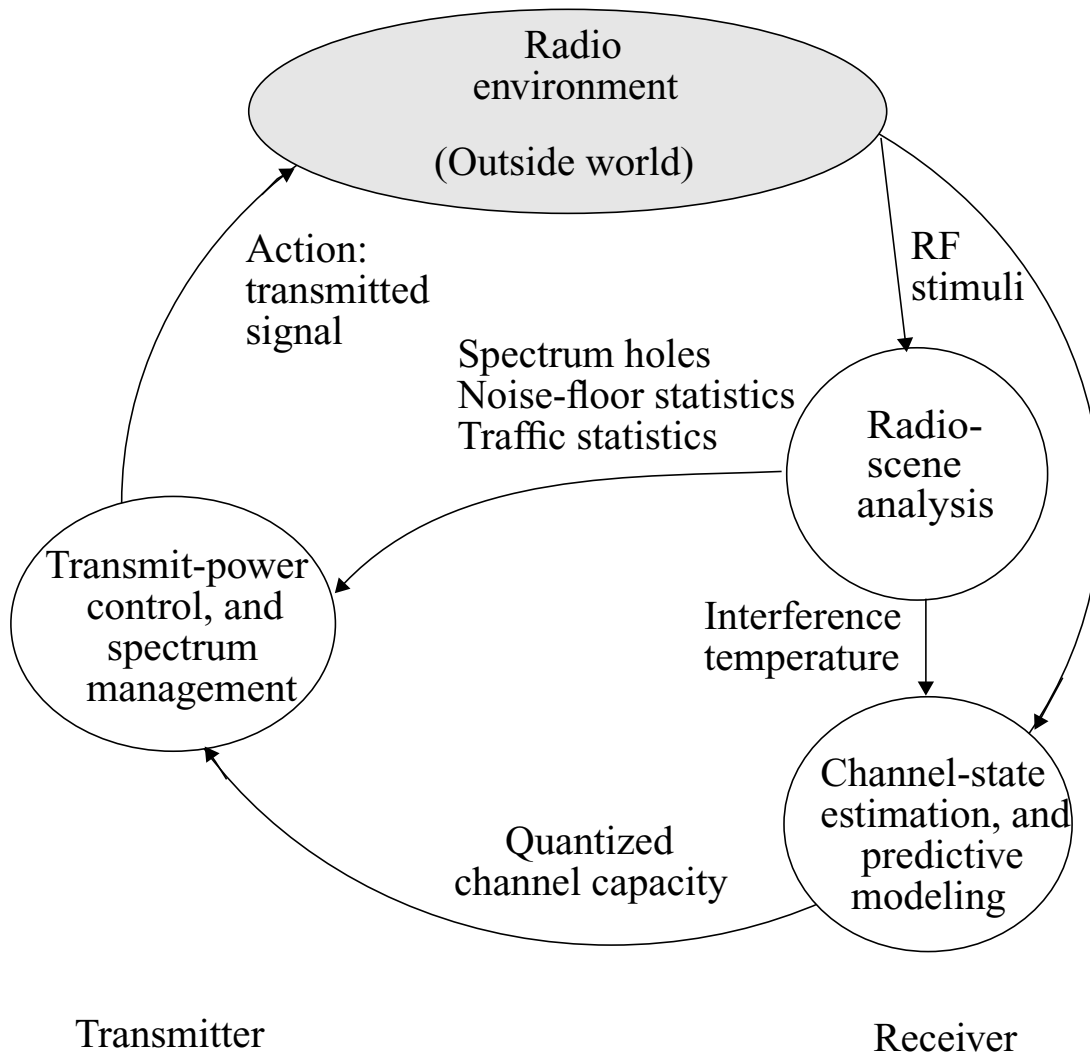 Radio
environment
(Outside world)
Action:
transmitted
signal
RF
stimuli
Spectrum holes
Noise-floor statistics
Traffic statistics
Radio-
scene
analysis
Transmit-power
control, and
spectrum
management
Interference
temperature
Channel-state
estimation, and
predictive
modeling
Quantized
channel capacity
Transmitter
Receiver